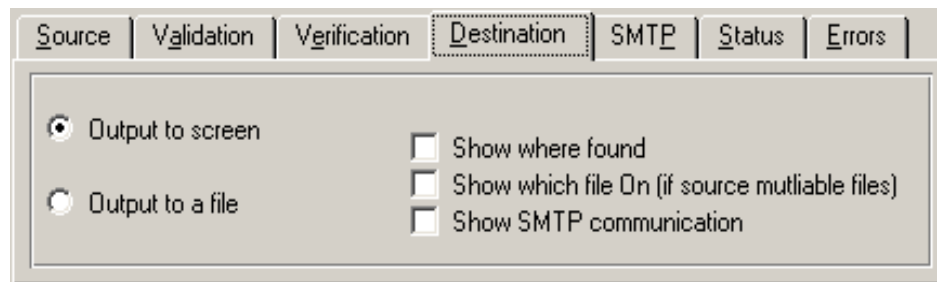 Source Validation Verification Destination SMTP Status Errors
Output to screen
Show where found
Show which file On (if source mutliable files)
Output to a file
Show SMTP communication